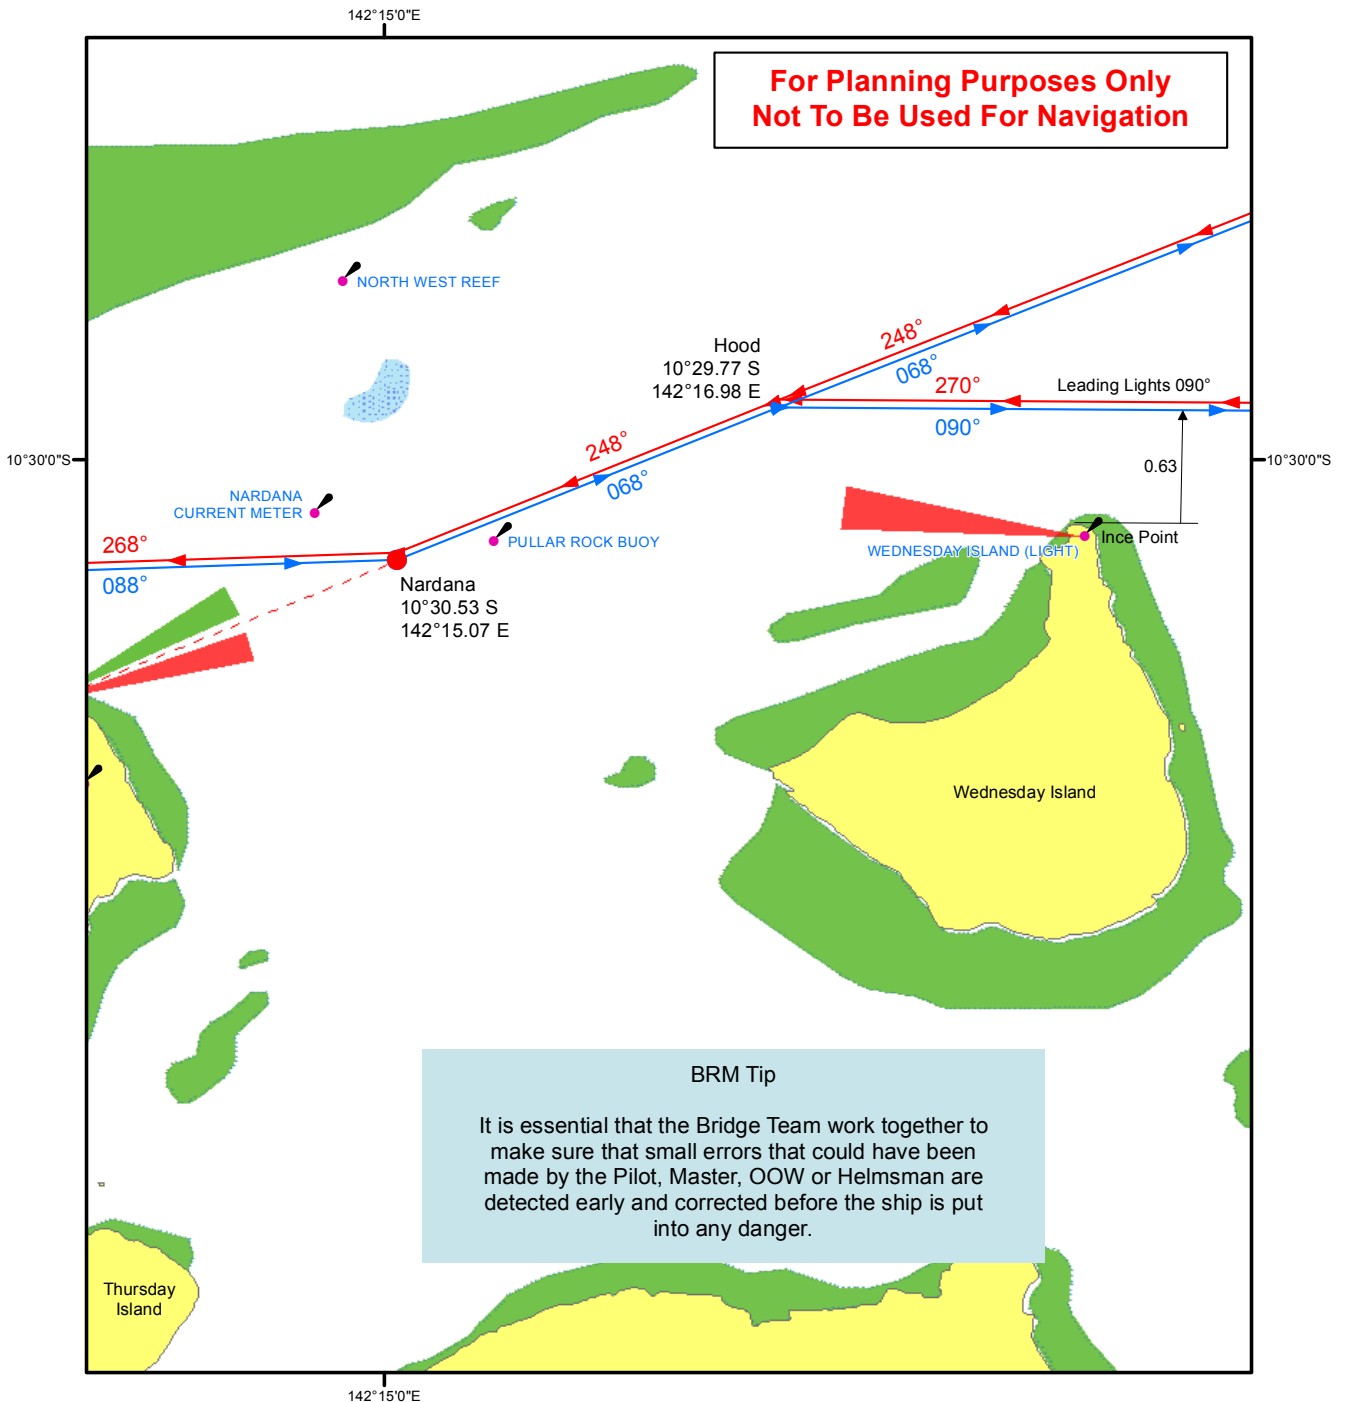 142°15'0"E
For Planning Purposes Only
Not To Be Used For Navigation
NORTH WEST REEF
Hood
10°29.77 S
142°16.98 E
248°
068°
270°
Leading Lights 090°
090°
10°30'0"S
10°30'0"S
248°
068°
0.63
NARDANA
CURRENT METER
PULLAR ROCK BUOY
WEDNESDAY ISLAND (LIGHT)
Ince Point
268°
088°
Nardana
10°30.53 S
142°15.07 E
Wednesday Island
BRM Tip
It is essential that the Bridge Team work together to
make sure that small errors that could have been
made by the Pilot, Master, OOW or Helmsman are
detected early and corrected before the ship is put
into any danger.
Thursday
Island
142°15'0"E